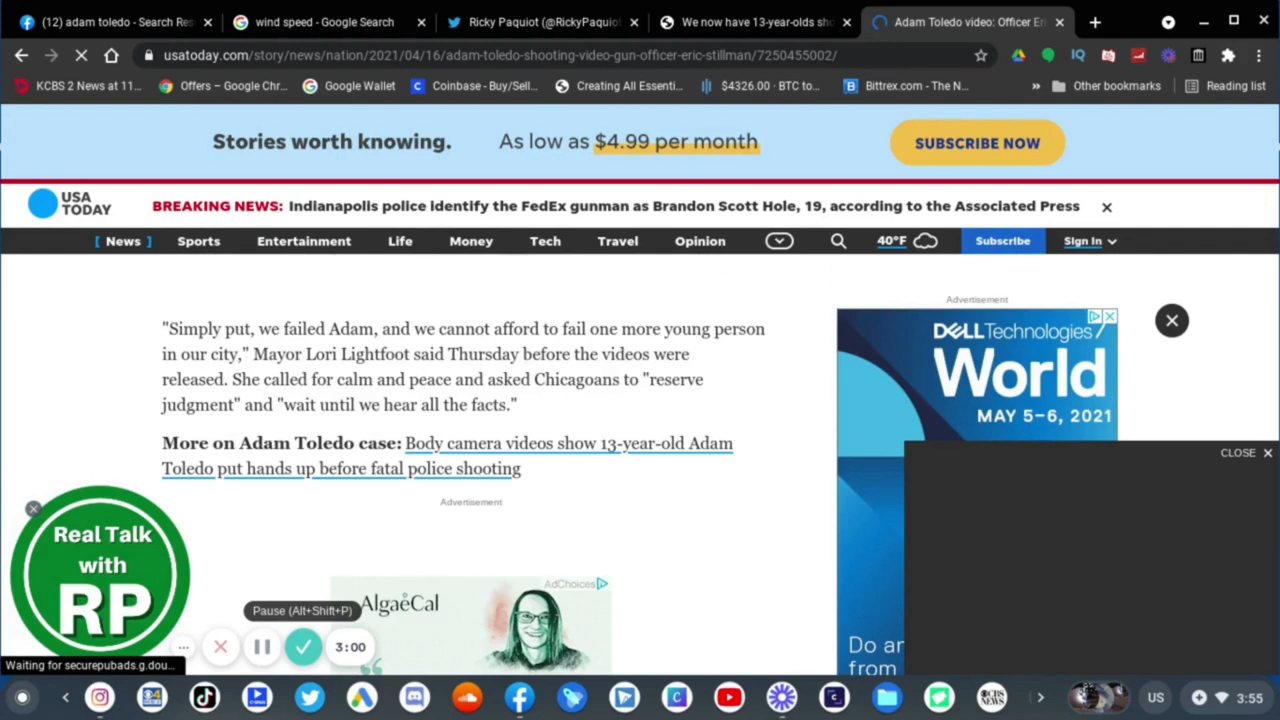 (12) adam toledo - Search Res
wind speed - Google Search
Ricky Paquiot (@RickyPaquiot
We now have 13-year-olds sho
Adam Toledo video: Officer Eri
usatoday.com/story/news/nation/2021/04/16/adam-toledo-shooting-video-gun-officer-eric-stillman/7250455002/
KCBS 2 News at 11...
Offers – Google Chr...
Google Wallet
Coinbase - Buy/Sell...
Creating All Essenti...
$4326.00 · BTC to...
Bittrex.com - The N...
»
Other bookmarks
Reading list
Stories worth knowing.
As low as $4.99 per month
SUBSCRIBE NOW
USA
TODAY
BREAKING NEWS: Indianapolis police identify the FedEx gunman as Brandon Scott Hole, 19, according to the Associated Press
[ News ]
Sports
Entertainment
Life
Money
Tech
Travel
Opinion
40°F
Subscribe
Sign In
Advertisement
"Simply put, we failed Adam, and we cannot afford to fail one more young person
in our city," Mayor Lori Lightfoot said Thursday before the videos were
released. She called for calm and peace and asked Chicagoans to "reserve
judgment" and "wait until we hear all the facts."
More on Adam Toledo case: Body camera videos show 13-year-old Adam
Toledo put hands up before fatal police shooting
Advertisement
DELLTechnologies
World
MAY 5–6, 2021
CLOSE
Do ar
from
Real Talk
with
RP
Pause (Alt+Shift+P)
3:00
AdChoices
AlgaeCal
Waiting for securepubads.g.dou...
CBS
NEWS
US
3:55